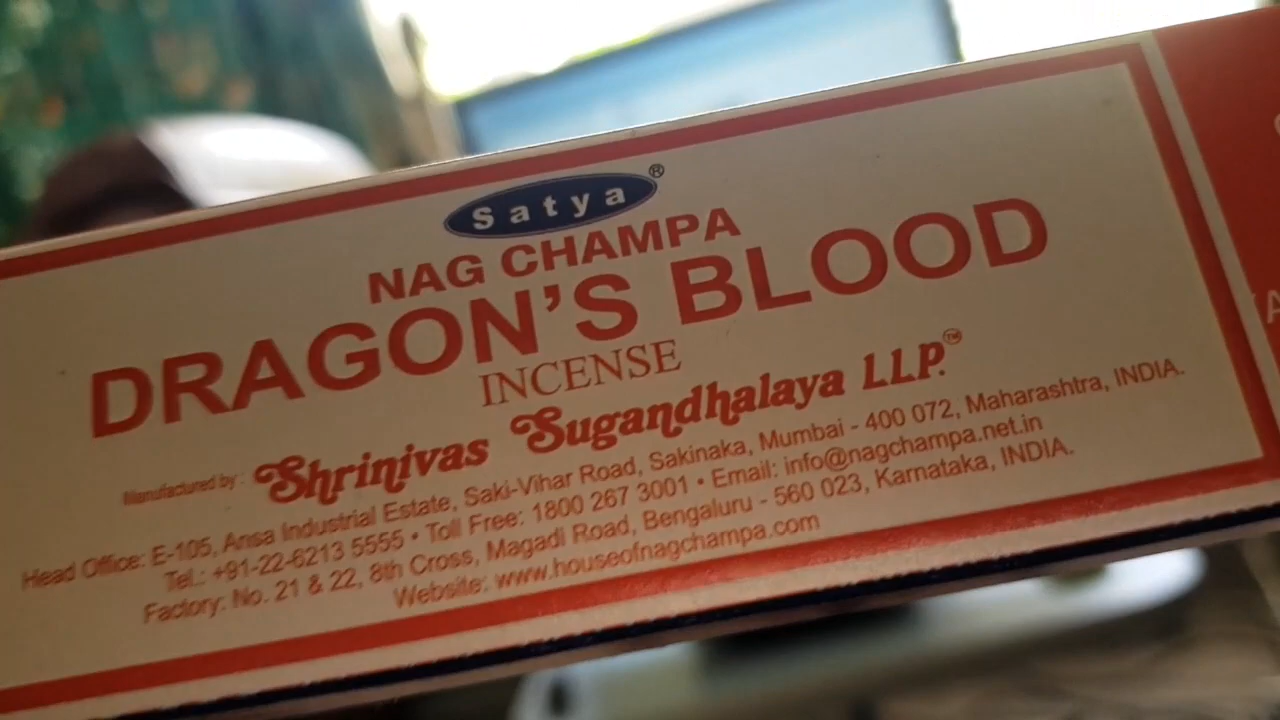 Satya®
NAG CHAMPA
DRAGON'S BLOOD
INCENSE
Manufactured by : Shrinivas Sugandhalaya LLP.™
Head Office: E-105, Ansa Industrial Estate, Saki-Vihar Road, Sakinaka, Mumbai - 400 072, Maharashtra, INDIA.
Tel.: +91-22-6213 5555 • Toll Free: 1800 267 3001 • Email: info@nagchampa.net.in
Factory: No. 21 & 22, 8th Cross, Magadi Road, Bengaluru - 560 023, Karnataka, INDIA.
Website: www.houseofnagchampa.com